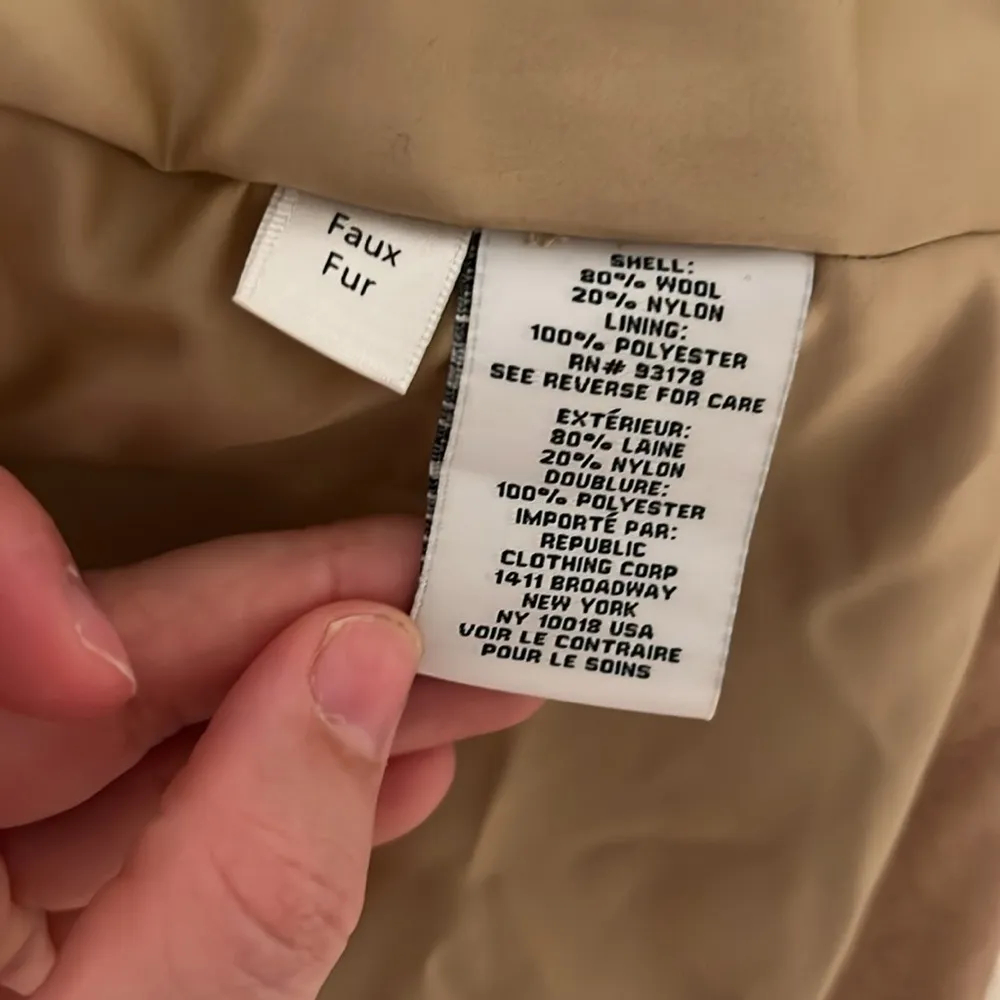 Faux
Fur
SHELL:
80% WOOL
20% NYLON
LINING:
100% POLYESTER
RN# 93178
SEE REVERSE FOR CARE
EXTÉRIEUR:
80% LAINE
20% NYLON
DOUBLURE:
100% POLYESTER
IMPORTÉ PAR:
REPUBLIC
CLOTHING CORP
1411 BROADWAY
NEW YORK
NY 10018 USA
VOIR LE CONTRAIRE
POUR LE SOINS